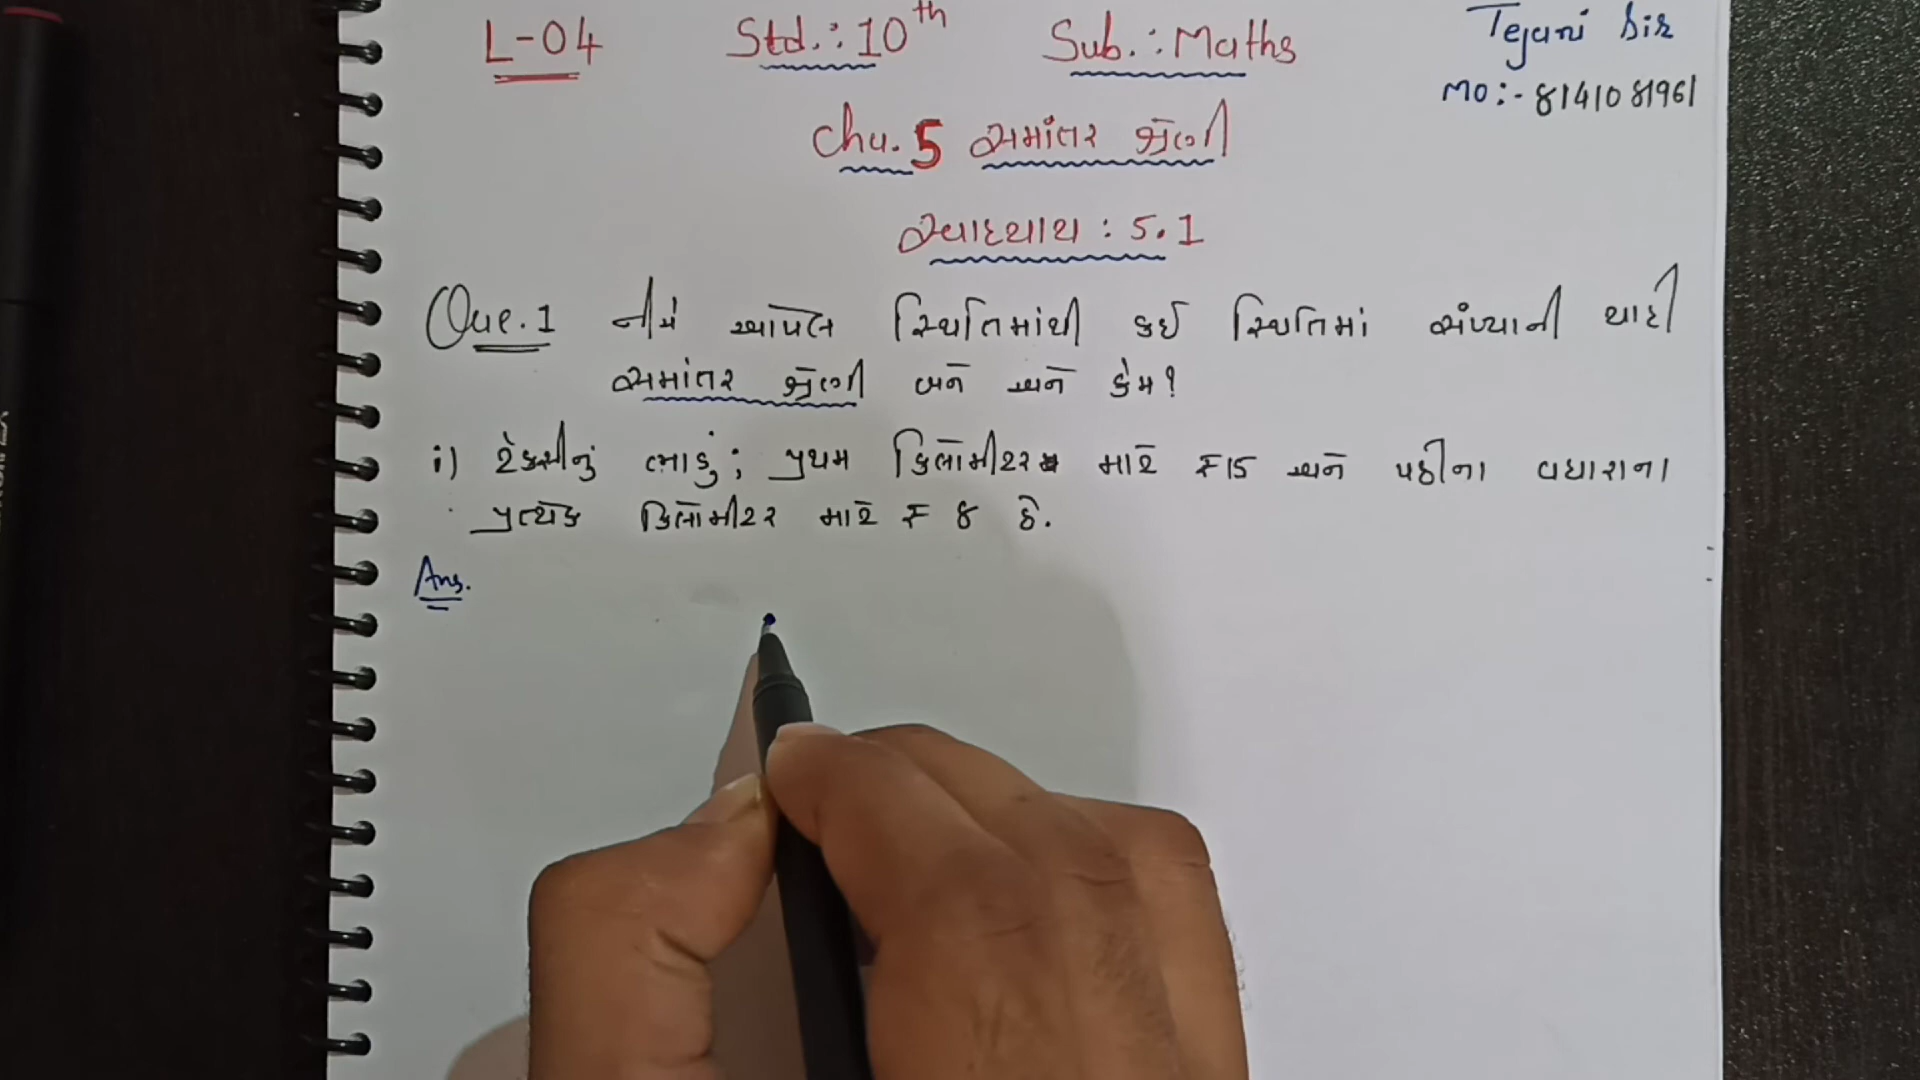 L-04 Std.: 10th Sub.: Maths Tejani Sir
Mo:- 8141081961
Chu. 5 સમાંતર શ્રેણી
સ્વાધ્યાય : 5.1
Que. 1 નીચે આપેલ સ્થિતિમાંથી કઈ સ્થિતિમાં સંખ્યાની યાદી
સમાંતર શ્રેણી બને અને કેમ?
i) ટેક્સીનું ભાડું; પ્રથમ કિલોમીટર માટે ₹15 અને પછીના વધારાના
પ્રત્યેક કિલોમીટર માટે ₹ 8 છે.
Ans.